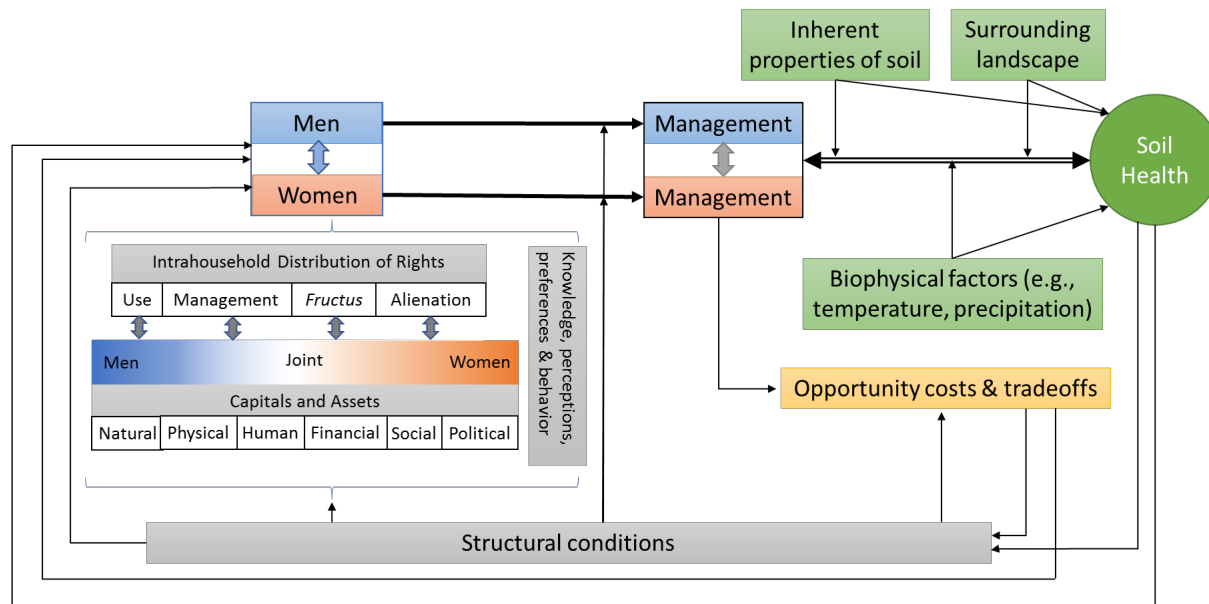 Inherent
properties of soil
Surrounding
landscape
Men
Women
Management
Management
Soil
Health
Biophysical factors (e.g.,
temperature, precipitation)
Intrahousehold Distribution of Rights
Use
Management
Fructus
Alienation
Men
Joint
Women
Capitals and Assets
Natural
Physical
Human
Financial
Social
Political
Knowledge, perceptions,
preferences & behavior
Opportunity costs & tradeoffs
Structural conditions